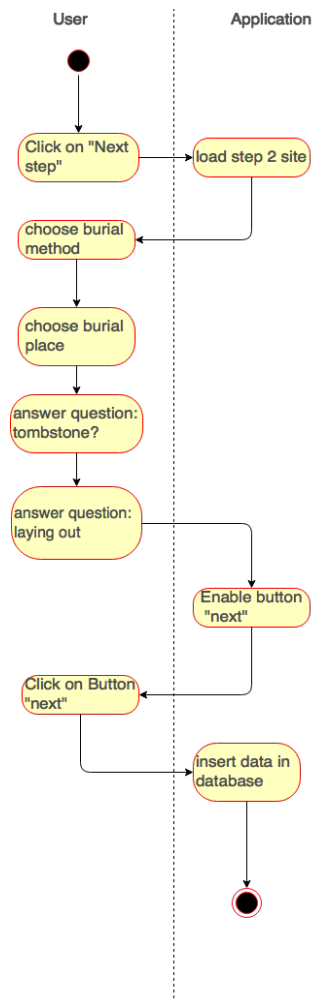 User
Application
Click on "Next
step"
load step 2 site
choose burial
method
choose burial
place
answer question:
tombstone?
answer question:
laying out
Enable button
"next"
Click on Button
"next"
insert data in
database